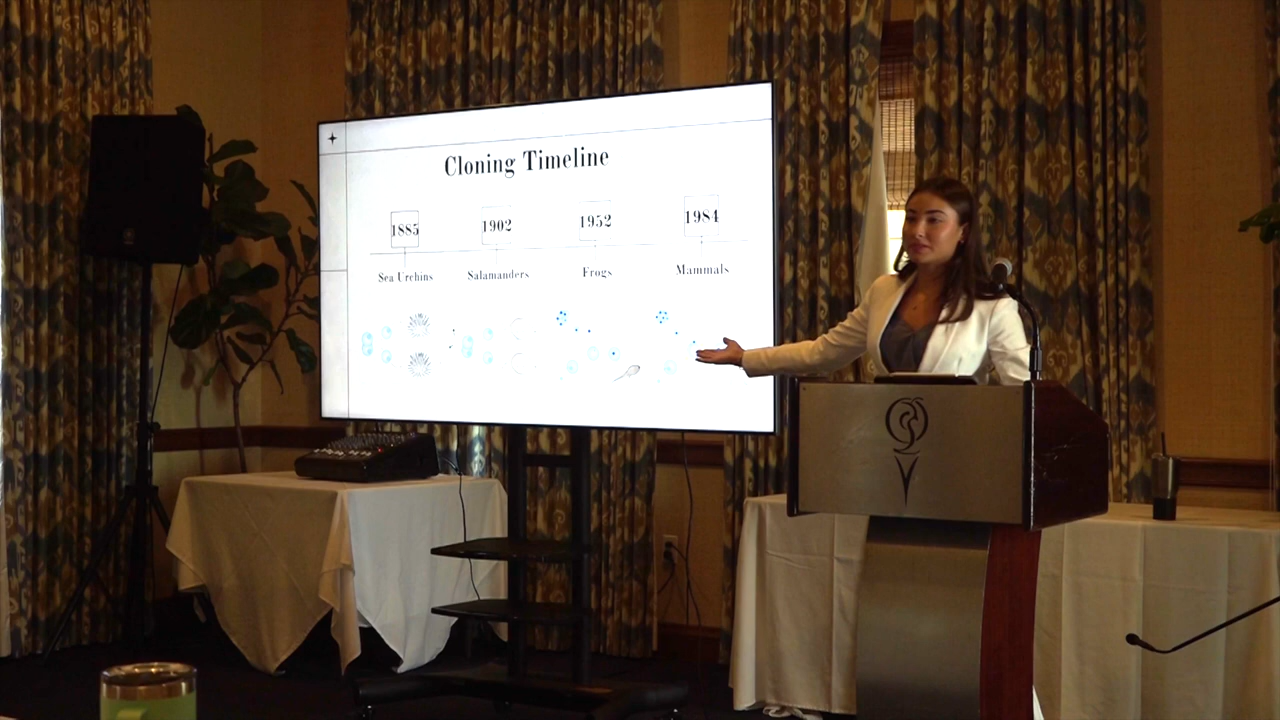 Cloning Timeline
1885 1902 1952 1984
Sea Urchins Salamanders Frogs Mammals